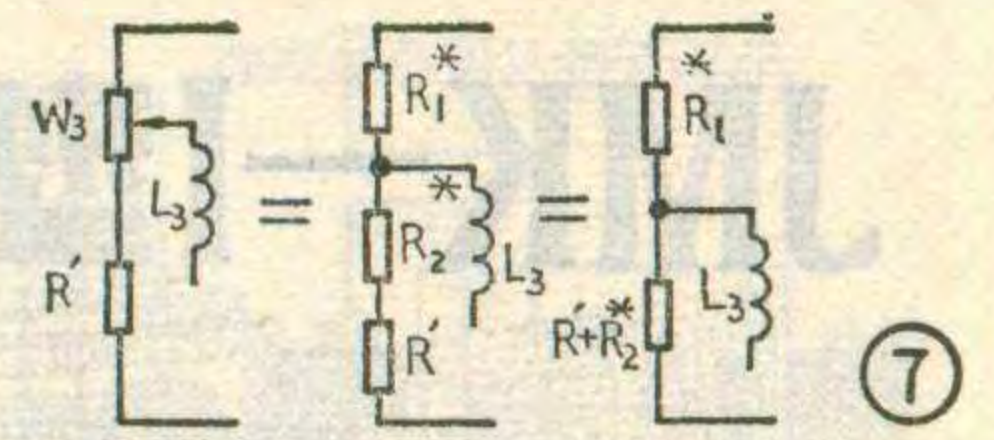 W₃
L₃
R′
=
R₁*
*
R₂
L₃
R′
=
R₁*
L₃
R′+R₂*
⑦